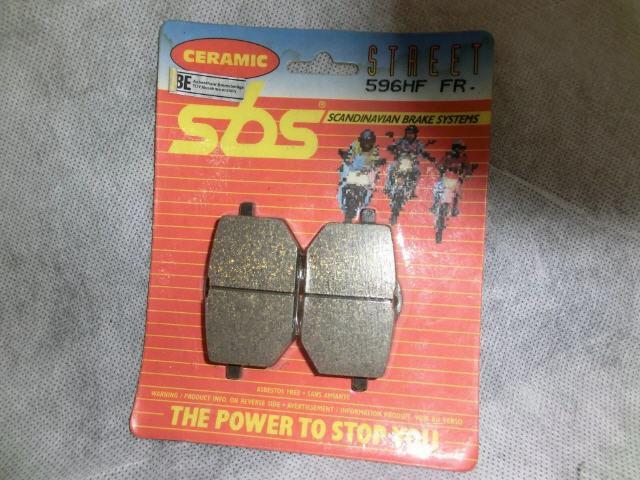 CERAMIC
STREET
596HF FR.
BE
sbs®
SCANDINAVIAN BRAKE SYSTEMS
ASBESTOS FREE • SANS AMIANTE
WARNING / PRODUCT INFO. ON REVERSE SIDE • AVERTISSEMENT / INFORMATION PRODUIT. VOIR AU VERSO
THE POWER TO STOP YOU